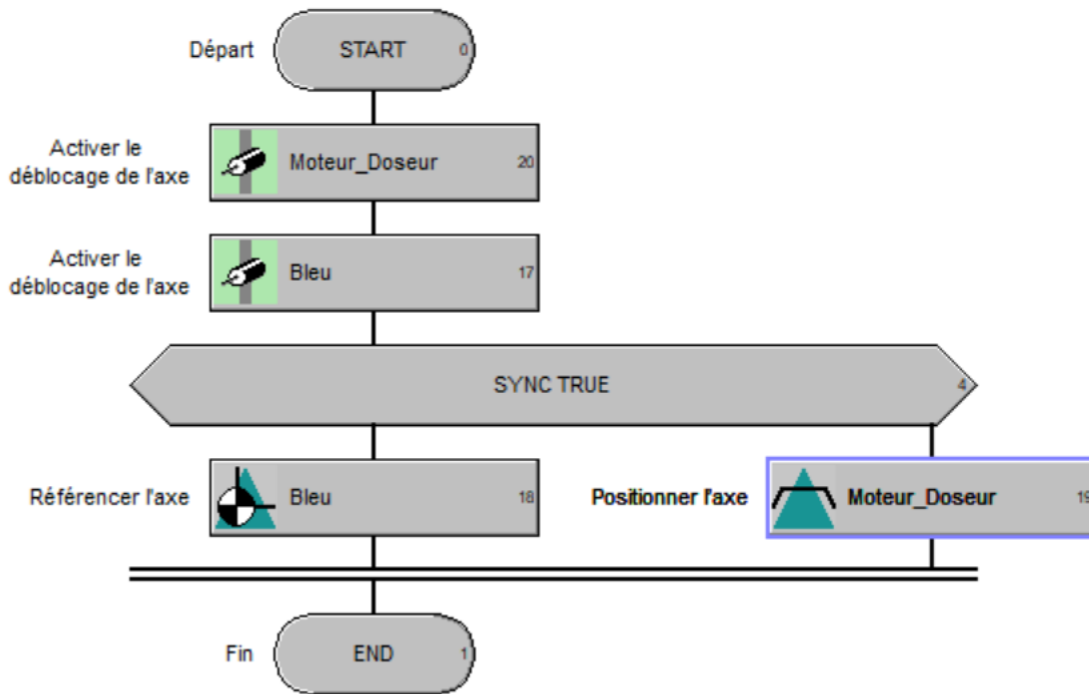 Départ START 0
Activer le
déblocage de l'axe
Moteur_Doseur 20
Activer le
déblocage de l'axe
Bleu 17
SYNC TRUE 4
Référencer l'axe Bleu 18
Positionner l'axe Moteur_Doseur 19
Fin END 1